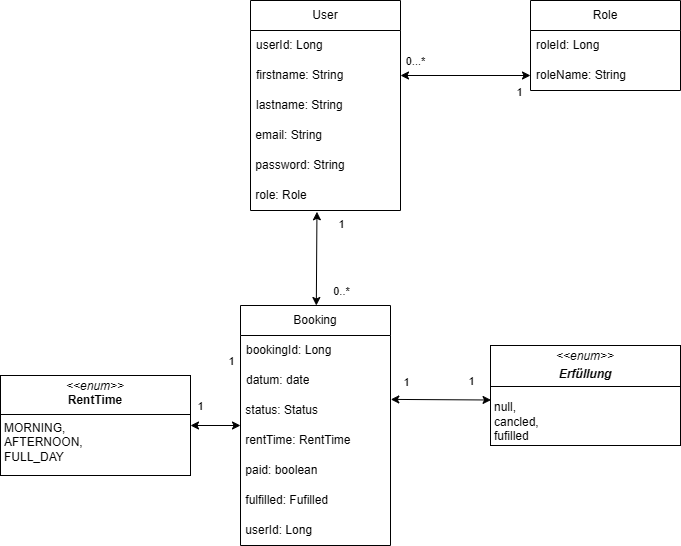 User
userId: Long
firstname: String
lastname: String
email: String
password: String
role: Role
Role
roleId: Long
roleName: String
0...*
1
1
0..*
Booking
bookingId: Long
datum: date
status: Status
rentTime: RentTime
paid: boolean
fulfilled: Fufilled
userId: Long
1
1
<<enum>>
RentTime
MORNING,
AFTERNOON,
FULL_DAY
1
1
<<enum>>
Erfüllung
null,
cancled,
fufilled